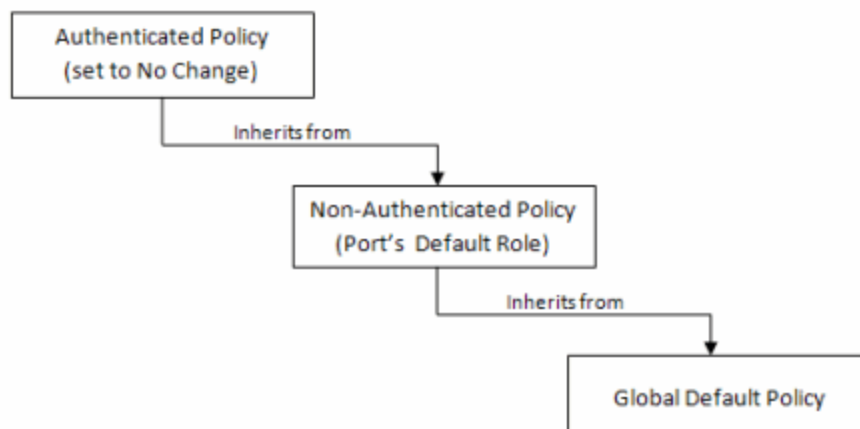 Authenticated Policy
(set to No Change)
Inherits from
Non-Authenticated Policy
(Port's Default Role)
Inherits from
Global Default Policy